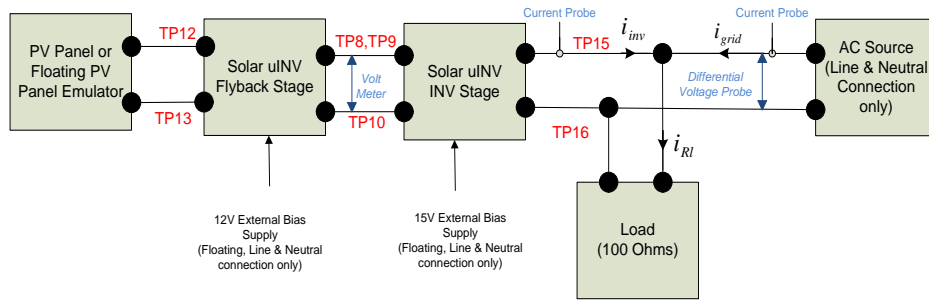 Current Probe
Current Probe
TP12
TP8,TP9
TP15
i_inv
i_grid
PV Panel or
Floating PV
Panel Emulator
Solar uINV
Flyback Stage
Volt
Meter
Solar uINV
INV Stage
Differential
Voltage Probe
AC Source
(Line & Neutral
Connection
only)
TP13
TP10
TP16
i_Rl
12V External Bias
Supply
(Floating, Line & Neutral
connection only)
15V External Bias
Supply
(Floating, Line & Neutral
connection only)
Load
(100 Ohms)